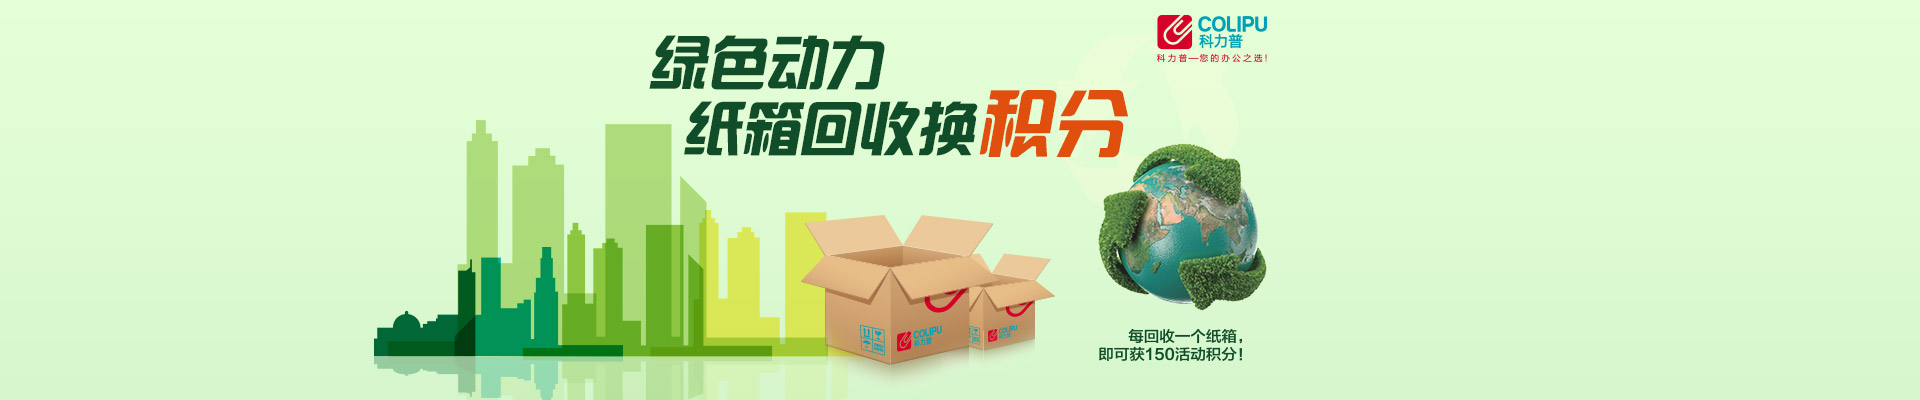 COLIPU
科力普
科力普—您的办公之选!
绿色动力
纸箱回收换积分
COLIPU
科力普
COLIPU
科力普
每回收一个纸箱，
即可获150活动积分!